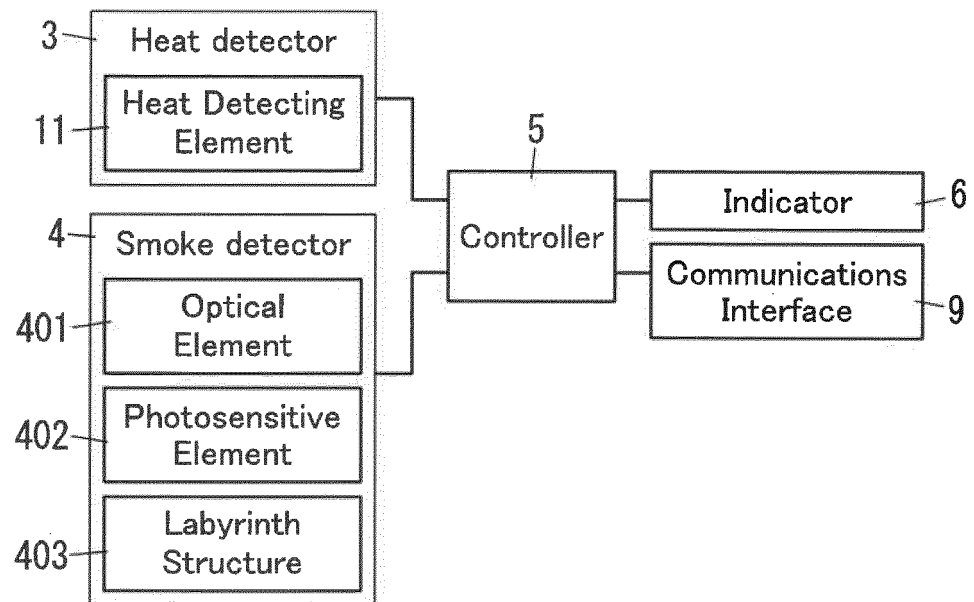 3
Heat detector
11
Heat Detecting
Element
4
Smoke detector
401
Optical
Element
402
Photosensitive
Element
403
Labyrinth
Structure
5
Controller
Indicator
6
Communications
Interface
9